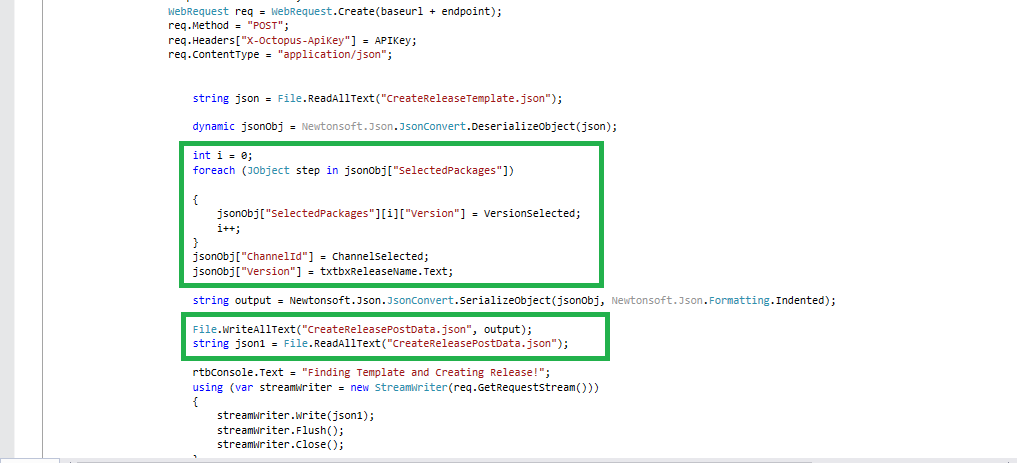 WebRequest req = WebRequest.Create(baseurl + endpoint);
req.Method = "POST";
req.Headers["X-Octopus-ApiKey"] = APIKey;
req.ContentType = "application/json";
string json = File.ReadAllText("CreateReleaseTemplate.json");
dynamic jsonObj = Newtonsoft.Json.JsonConvert.DeserializeObject(json);
int i = 0;
foreach (JObject step in jsonObj["SelectedPackages"])
{
jsonObj["SelectedPackages"][i]["Version"] = VersionSelected;
i++;
}
jsonObj["ChannelId"] = ChannelSelected;
jsonObj["Version"] = txtbxReleaseName.Text;
string output = Newtonsoft.Json.JsonConvert.SerializeObject(jsonObj, Newtonsoft.Json.Formatting.Indented);
File.WriteAllText("CreateReleasePostData.json", output);
string json1 = File.ReadAllText("CreateReleasePostData.json");
rtbConsole.Text = "Finding Template and Creating Release!";
using (var streamWriter = new StreamWriter(req.GetRequestStream()))
{
streamWriter.Write(json1);
streamWriter.Flush();
streamWriter.Close();